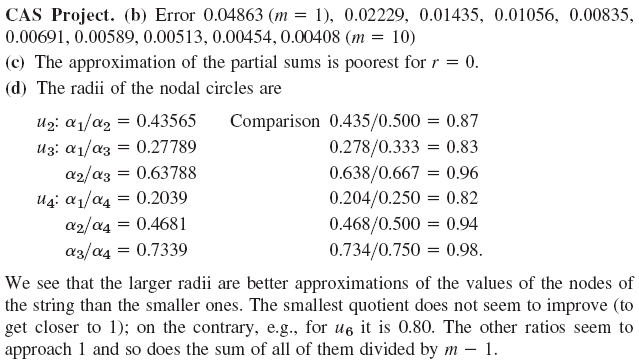 CAS Project. (b) Error 0.04863 (m = 1), 0.02229, 0.01435, 0.01056, 0.00835,
0.00691, 0.00589, 0.00513, 0.00454, 0.00408 (m = 10)
(c) The approximation of the partial sums is poorest for r = 0.
(d) The radii of the nodal circles are
u₂: α₁/α₂ = 0.43565 Comparison 0.435/0.500 = 0.87
u₃: α₁/α₃ = 0.27789 0.278/0.333 = 0.83
α₂/α₃ = 0.63788 0.638/0.667 = 0.96
u₄: α₁/α₄ = 0.2039 0.204/0.250 = 0.82
α₂/α₄ = 0.4681 0.468/0.500 = 0.94
α₃/α₄ = 0.7339 0.734/0.750 = 0.98.
We see that the larger radii are better approximations of the values of the nodes of
the string than the smaller ones. The smallest quotient does not seem to improve (to
get closer to 1); on the contrary, e.g., for u₆ it is 0.80. The other ratios seem to
approach 1 and so does the sum of all of them divided by m − 1.